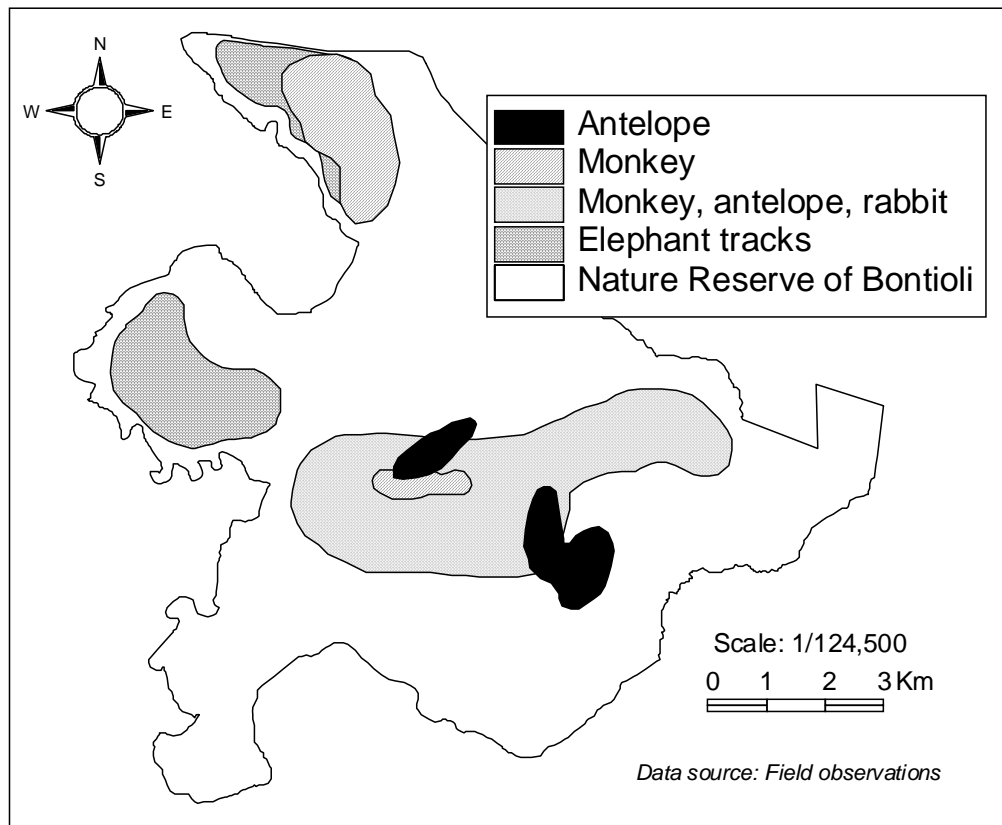 N
W E
S
Antelope
Monkey
Monkey, antelope, rabbit
Elephant tracks
Nature Reserve of Bontioli
Scale: 1/124,500
0 1 2 3 Km
Data source: Field observations